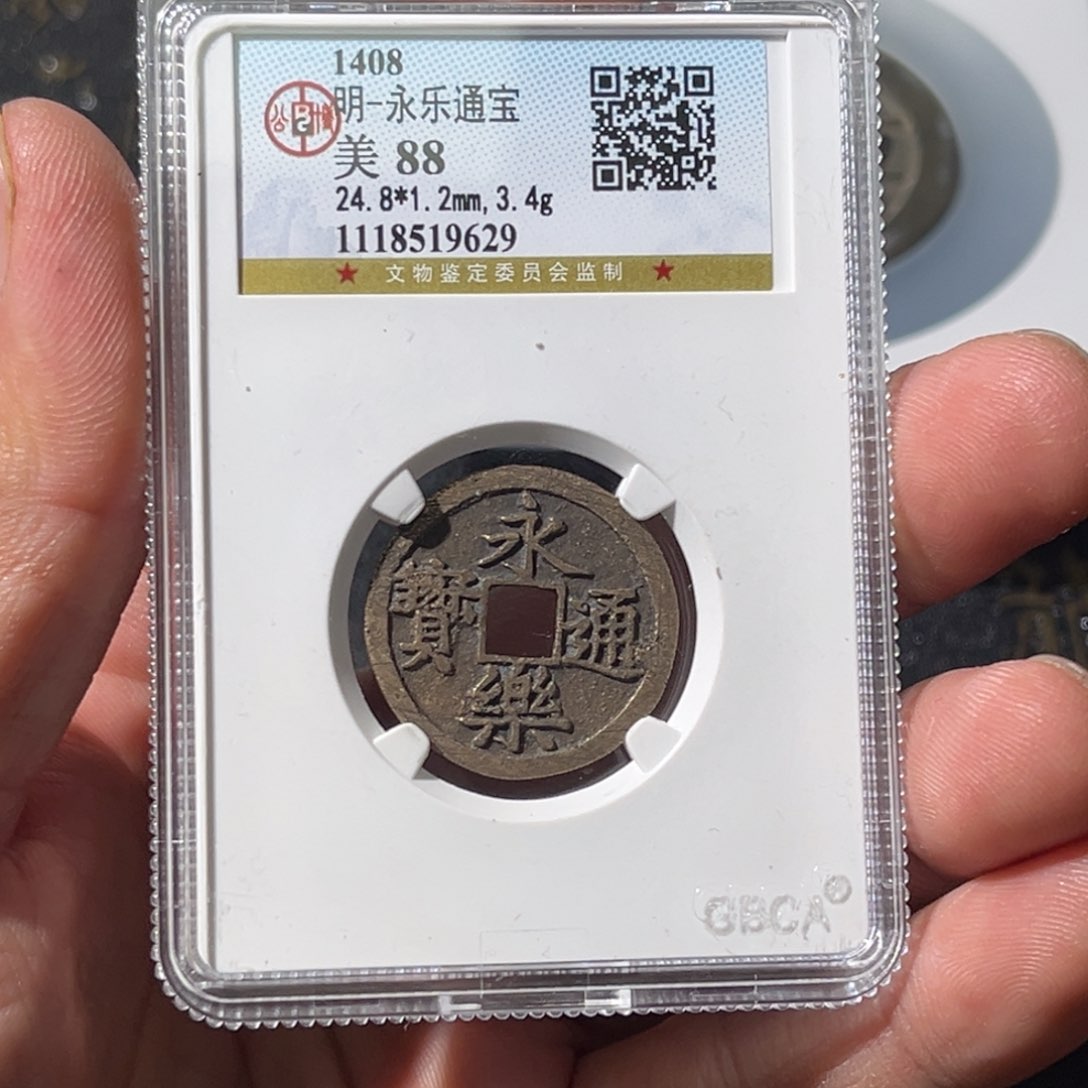 1408
明-永乐通宝
美 88
24.8*1.2mm,3.4g
1118519629
★ 文物鉴定委员会监制 ★
永
寶 通
樂
GBCA